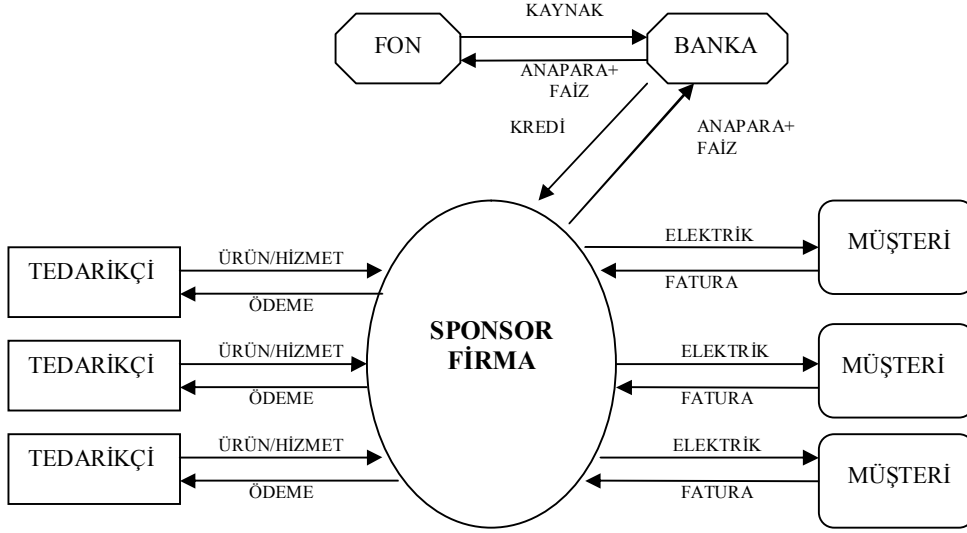 KAYNAK
FON
BANKA
ANAPARA+
FAİZ
KREDİ
ANAPARA+
FAİZ
ELEKTRİK
MÜŞTERİ
FATURA
ÜRÜN/HİZMET
TEDARİKÇİ
ÖDEME
SPONSOR
FİRMA
ÜRÜN/HİZMET
TEDARİKÇİ
ÖDEME
ELEKTRİK
MÜŞTERİ
FATURA
ÜRÜN/HİZMET
TEDARİKÇİ
ÖDEME
ELEKTRİK
MÜŞTERİ
FATURA